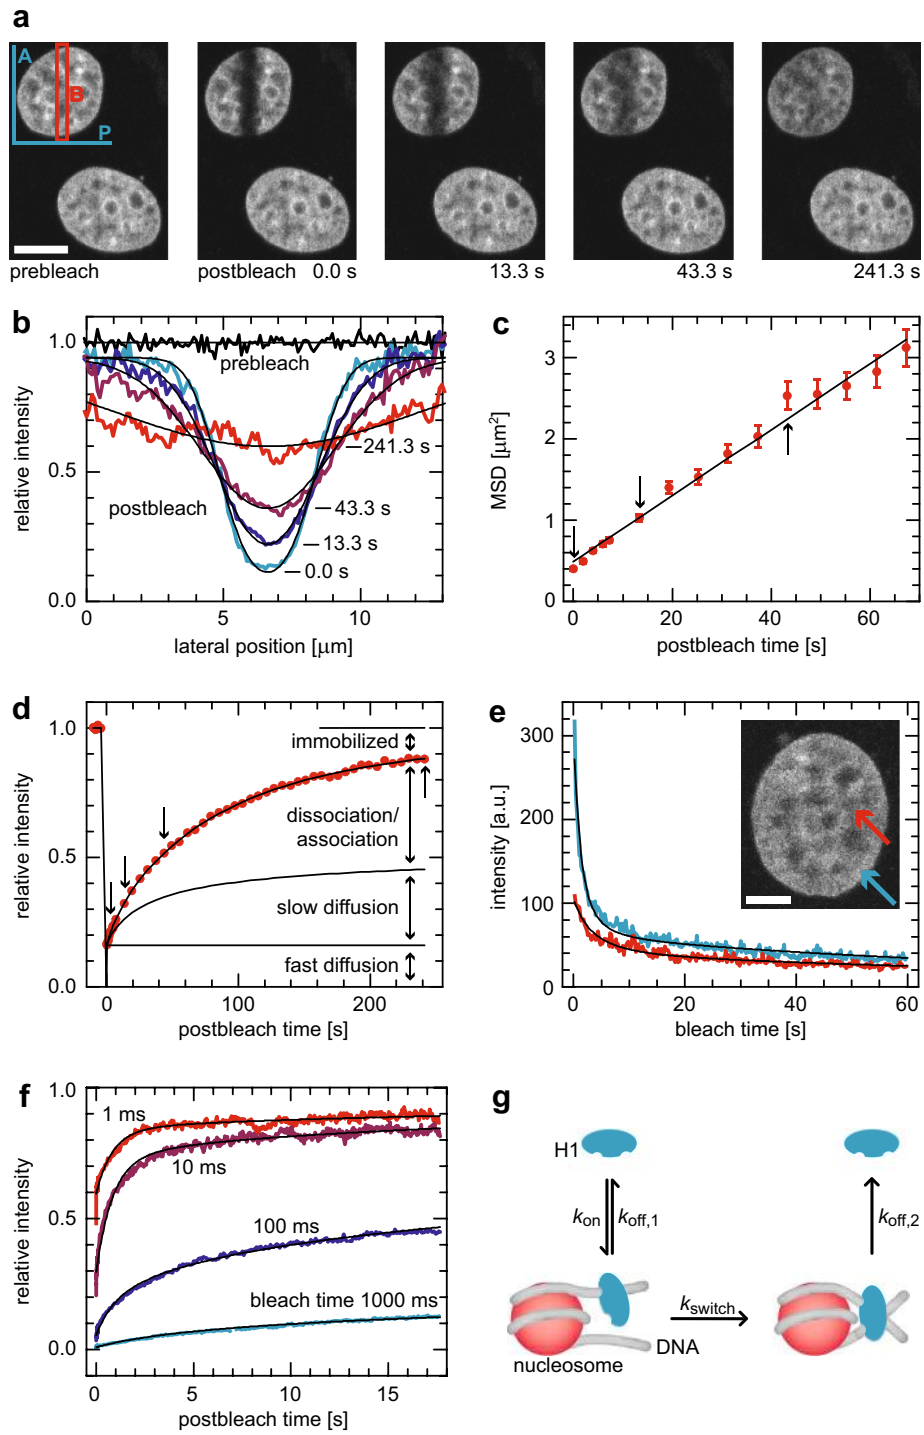 a
A
B
P
prebleach
postbleach 0.0 s
13.3 s
43.3 s
241.3 s
b
relative intensity
1.0
0.5
0.0
prebleach
postbleach
241.3 s
43.3 s
13.3 s
0.0 s
0 5 10
lateral position [μm]
c
MSD [μm²]
3
2
1
0
0 20 40 60
postbleach time [s]
d
relative intensity
1.0
0.5
0.0
immobilized
dissociation/
association
slow diffusion
fast diffusion
0 100 200
postbleach time [s]
e
intensity [a.u.]
300
200
100
0
0 20 40 60
bleach time [s]
f
relative intensity
1.0
0.5
0.0
1 ms
10 ms
100 ms
bleach time 1000 ms
0 5 10 15
postbleach time [s]
g
H1
kon
koff,1
koff,2
kswitch
DNA
nucleosome